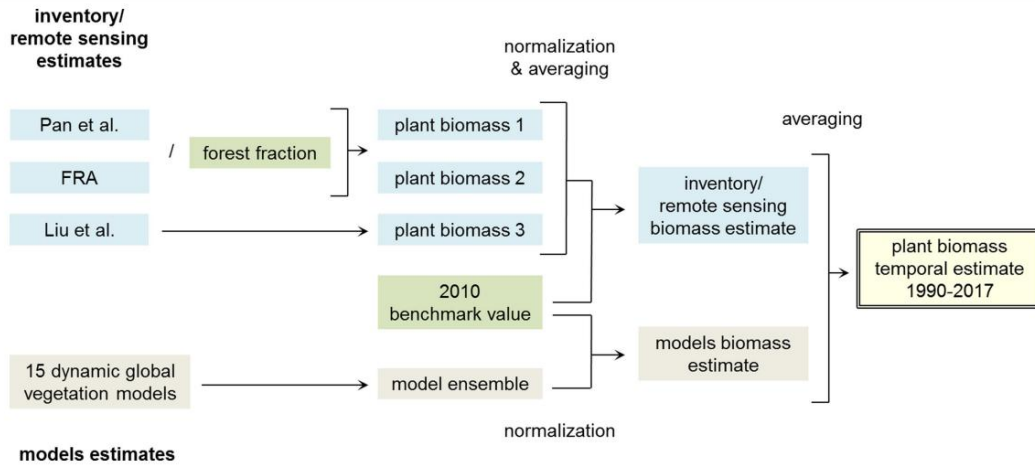 inventory/
remote sensing
estimates
normalization
& averaging
averaging
Pan et al.
FRA
Liu et al.
/
forest fraction
plant biomass 1
plant biomass 2
plant biomass 3
2010
benchmark value
inventory/
remote sensing
biomass estimate
plant biomass
temporal estimate
1990-2017
15 dynamic global
vegetation models
model ensemble
models biomass
estimate
normalization
models estimates